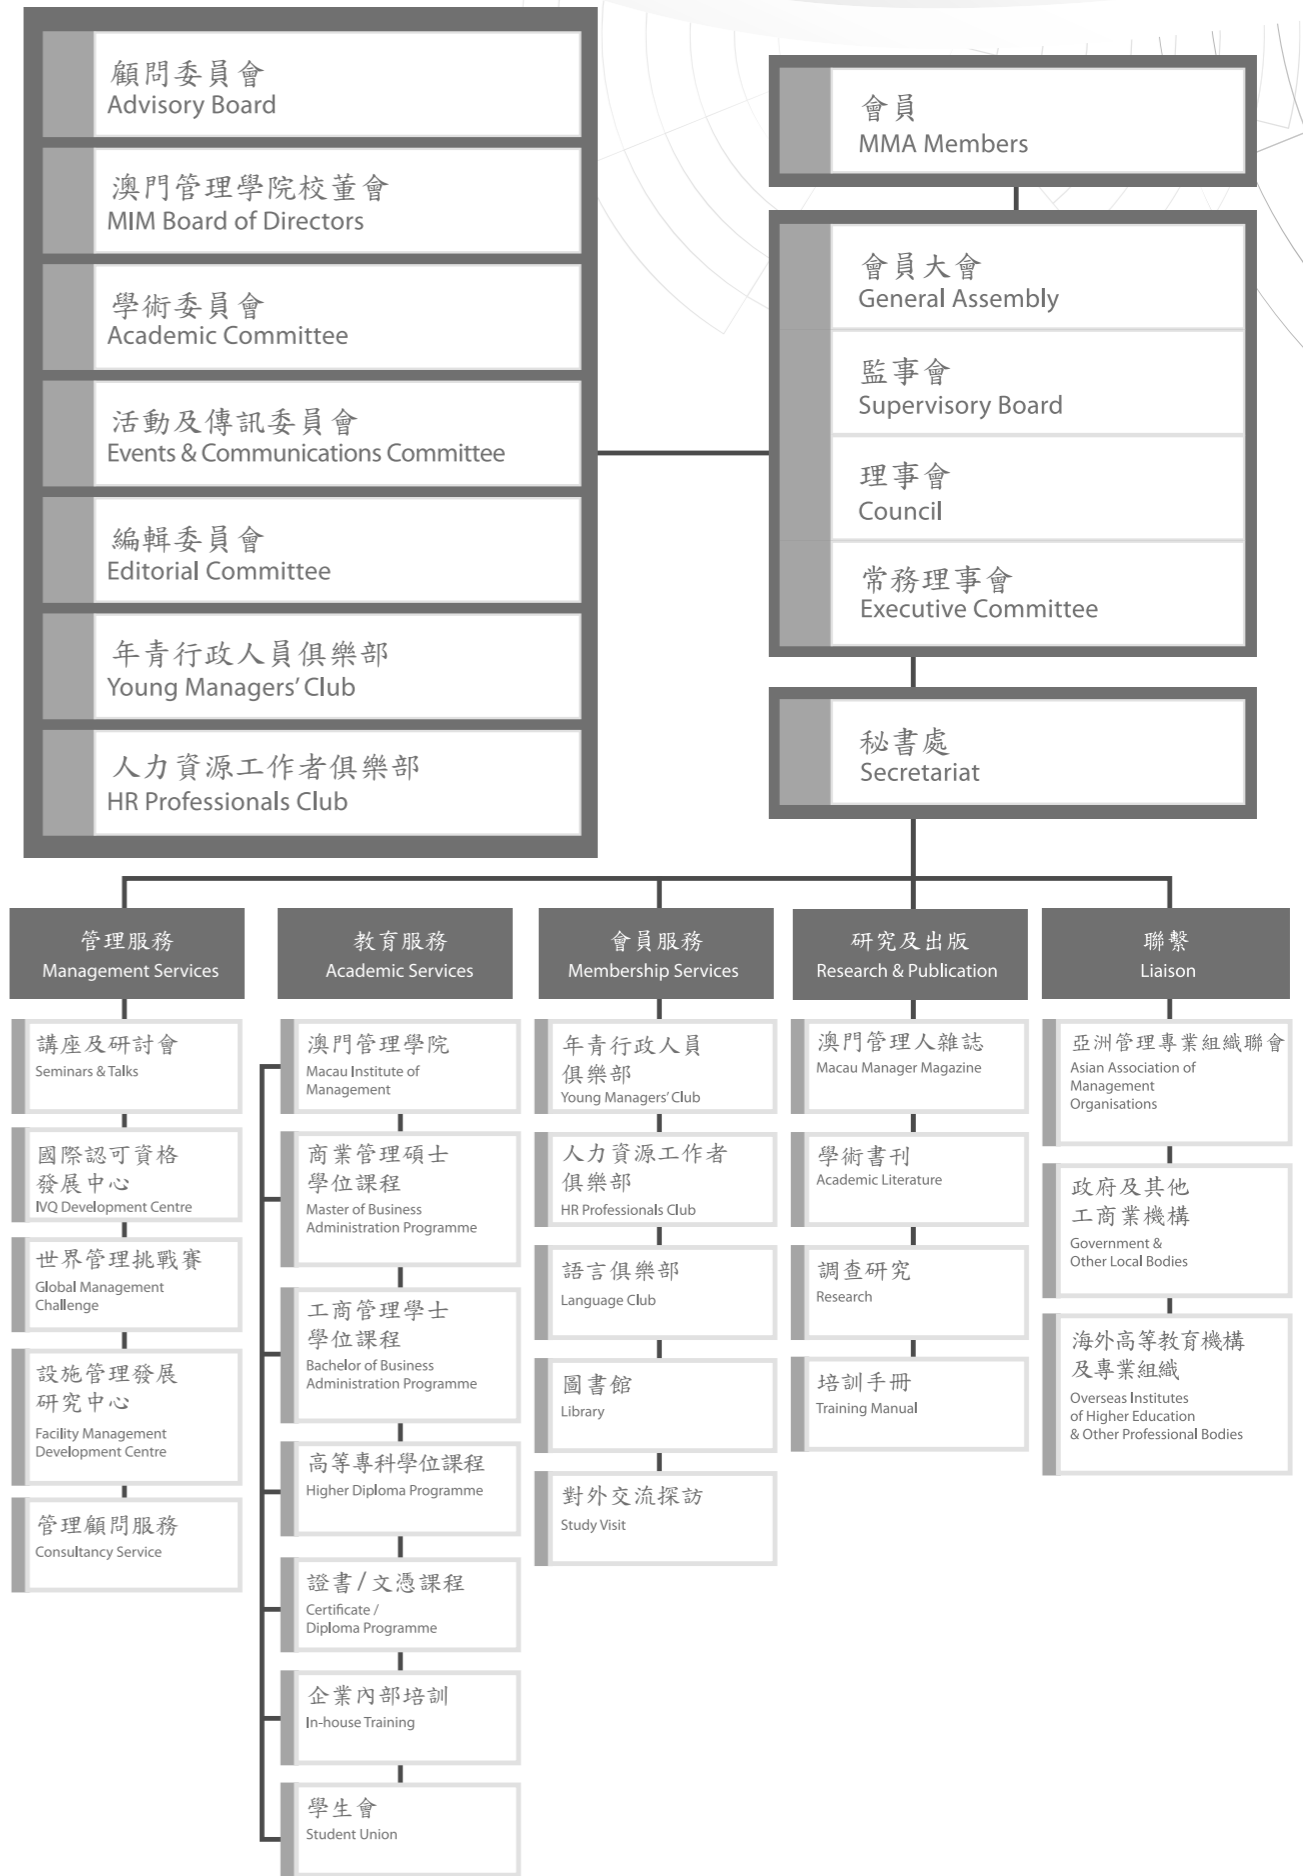 顧問委員會
Advisory Board
澳門管理學院校董會
MIM Board of Directors
學術委員會
Academic Committee
活動及傳訊委員會
Events & Communications Committee
編輯委員會
Editorial Committee
年青行政人員俱樂部
Young Managers' Club
人力資源工作者俱樂部
HR Professionals Club
會員
MMA Members
會員大會
General Assembly
監事會
Supervisory Board
理事會
Council
常務理事會
Executive Committee
秘書處
Secretariat
管理服務
Management Services
講座及研討會
Seminars & Talks
國際認可資格
發展中心
IVQ Development Centre
世界管理挑戰賽
Global Management
Challenge
設施管理發展
研究中心
Facility Management
Development Centre
管理顧問服務
Consultancy Service
教育服務
Academic Services
澳門管理學院
Macau Institute of
Management
商業管理碩士
學位課程
Master of Business
Administration Programme
工商管理學士
學位課程
Bachelor of Business
Administration Programme
高等專科學位課程
Higher Diploma Programme
證書/文憑課程
Certificate /
Diploma Programme
企業內部培訓
In-house Training
學生會
Student Union
會員服務
Membership Services
年青行政人員
俱樂部
Young Managers' Club
人力資源工作者
俱樂部
HR Professionals Club
語言俱樂部
Language Club
圖書館
Library
對外交流探訪
Study Visit
研究及出版
Research & Publication
澳門管理人雜誌
Macau Manager Magazine
學術書刊
Academic Literature
調查研究
Research
培訓手冊
Training Manual
聯繫
Liaison
亞洲管理專業組織聯會
Asian Association of
Management
Organisations
政府及其他
工商業機構
Government &
Other Local Bodies
海外高等教育機構
及專業組織
Overseas Institutes
of Higher Education
& Other Professional Bodies